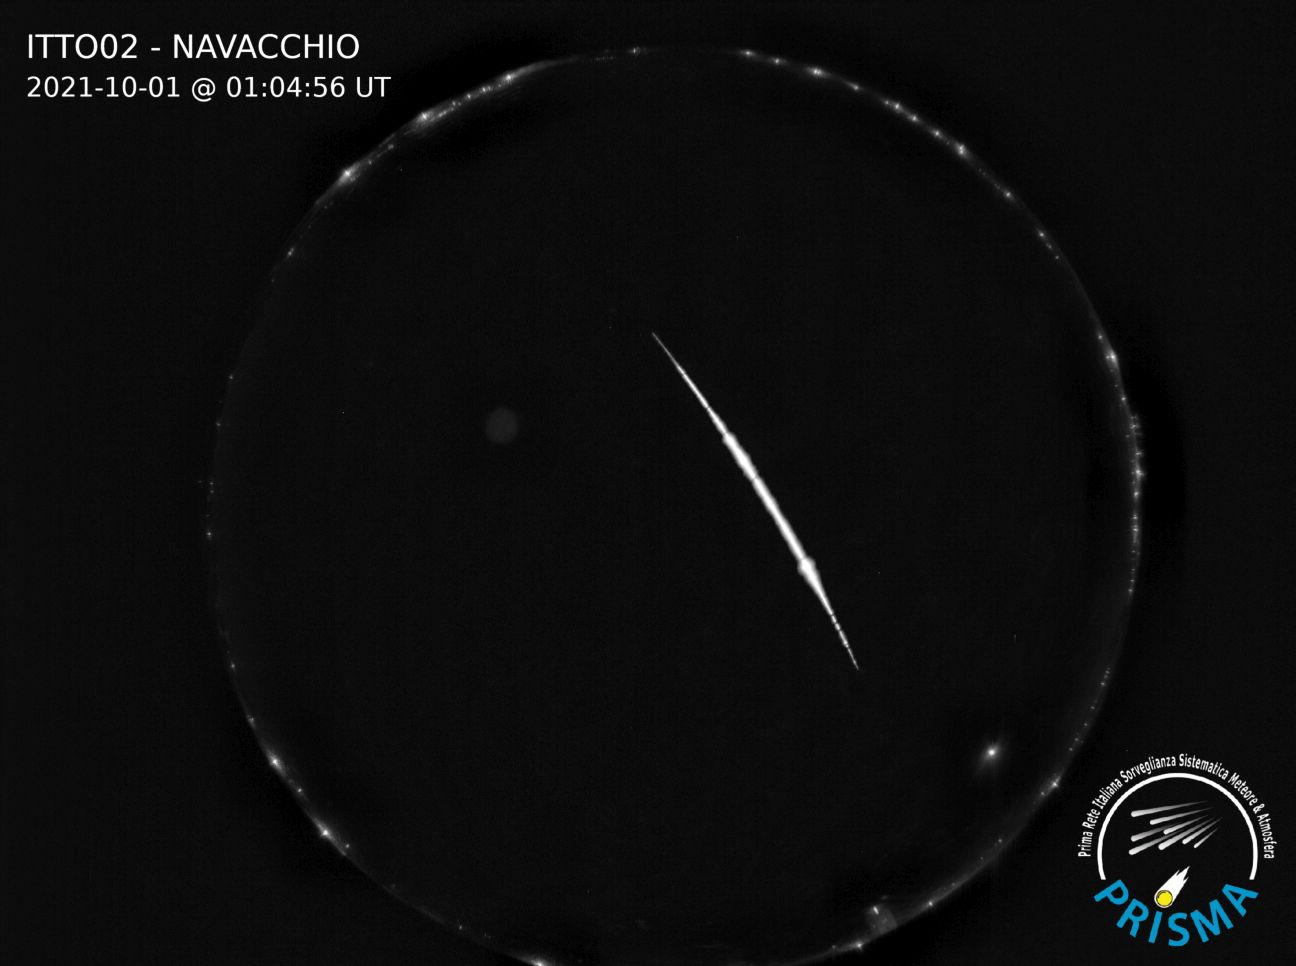 ITTO02 - NAVACCHIO
2021-10-01 @ 01:04:56 UT
Prima Rete Italiana Sorveglianza Sistematica Meteore & Atmosfera
PRISMA